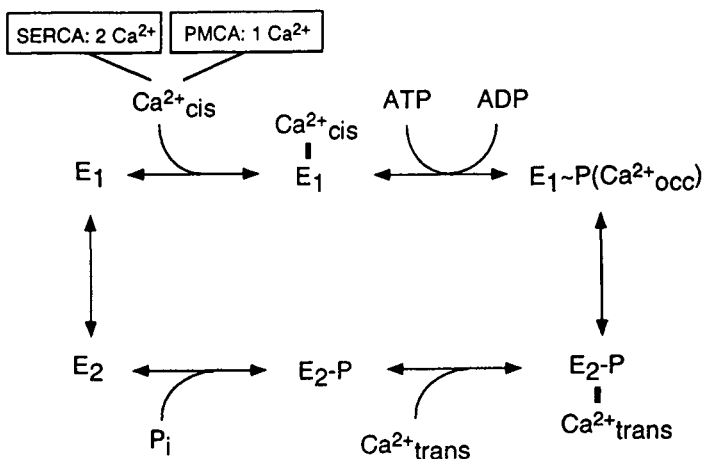 SERCA: 2 Ca²⁺ PMCA: 1 Ca²⁺
Ca²⁺cis
ATP ADP
Ca²⁺cis
E₁ E₁ E₁~P(Ca²⁺occ)
E₂ E₂-P E₂-P
Pᵢ Ca²⁺trans Ca²⁺trans